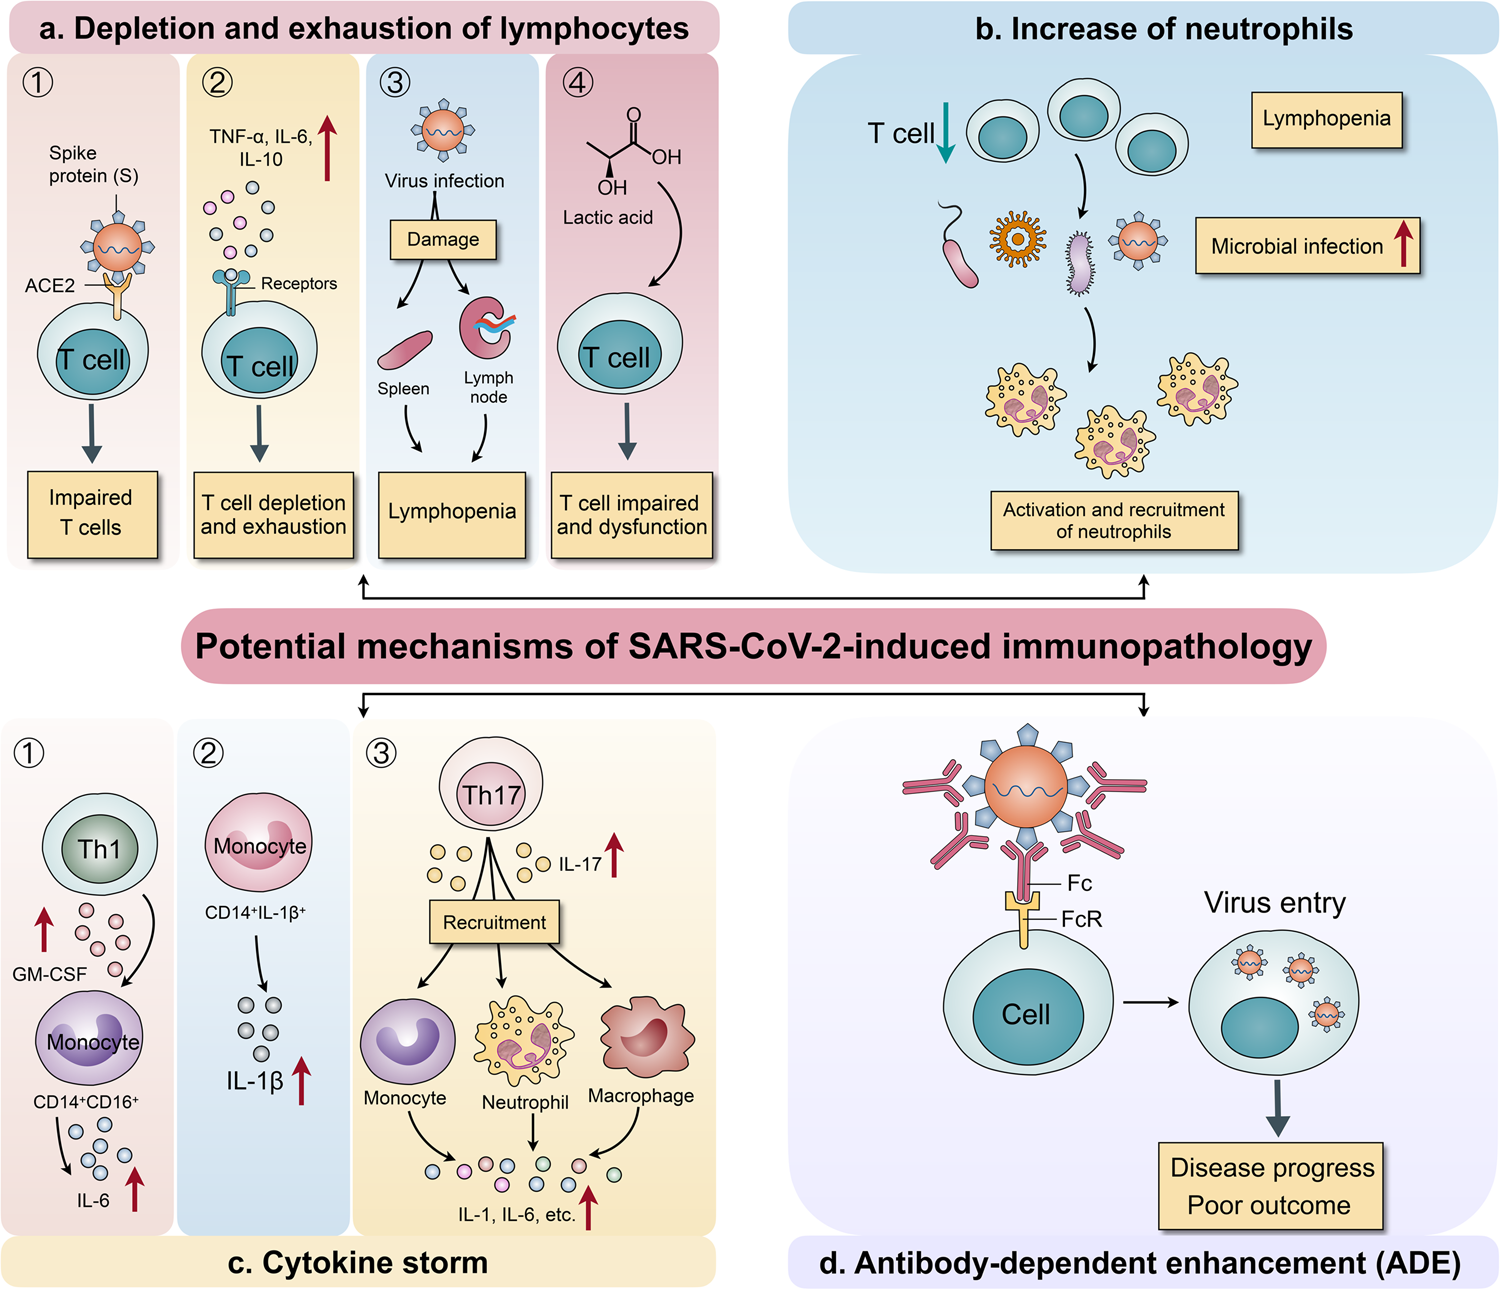 a. Depletion and exhaustion of lymphocytes
①
Spike
protein (S)
ACE2
T cell
Impaired
T cells
②
TNF-α, IL-6,
IL-10
Receptors
T cell
T cell depletion
and exhaustion
③
Virus infection
Damage
Spleen
Lymph
node
Lymphopenia
④
O
OH
OH
Lactic acid
T cell
T cell impaired
and dysfunction
b. Increase of neutrophils
T cell
Lymphopenia
Microbial infection
Activation and recruitment
of neutrophils
Potential mechanisms of SARS-CoV-2-induced immunopathology
①
Th1
GM-CSF
Monocyte
CD14⁺CD16⁺
IL-6
②
Monocyte
CD14⁺IL-1β⁺
IL-1β
③
Th17
IL-17
Recruitment
Monocyte
Neutrophil
Macrophage
IL-1, IL-6, etc.
c. Cytokine storm
Fc
FcR
Cell
Virus entry
Disease progress
Poor outcome
d. Antibody-dependent enhancement (ADE)